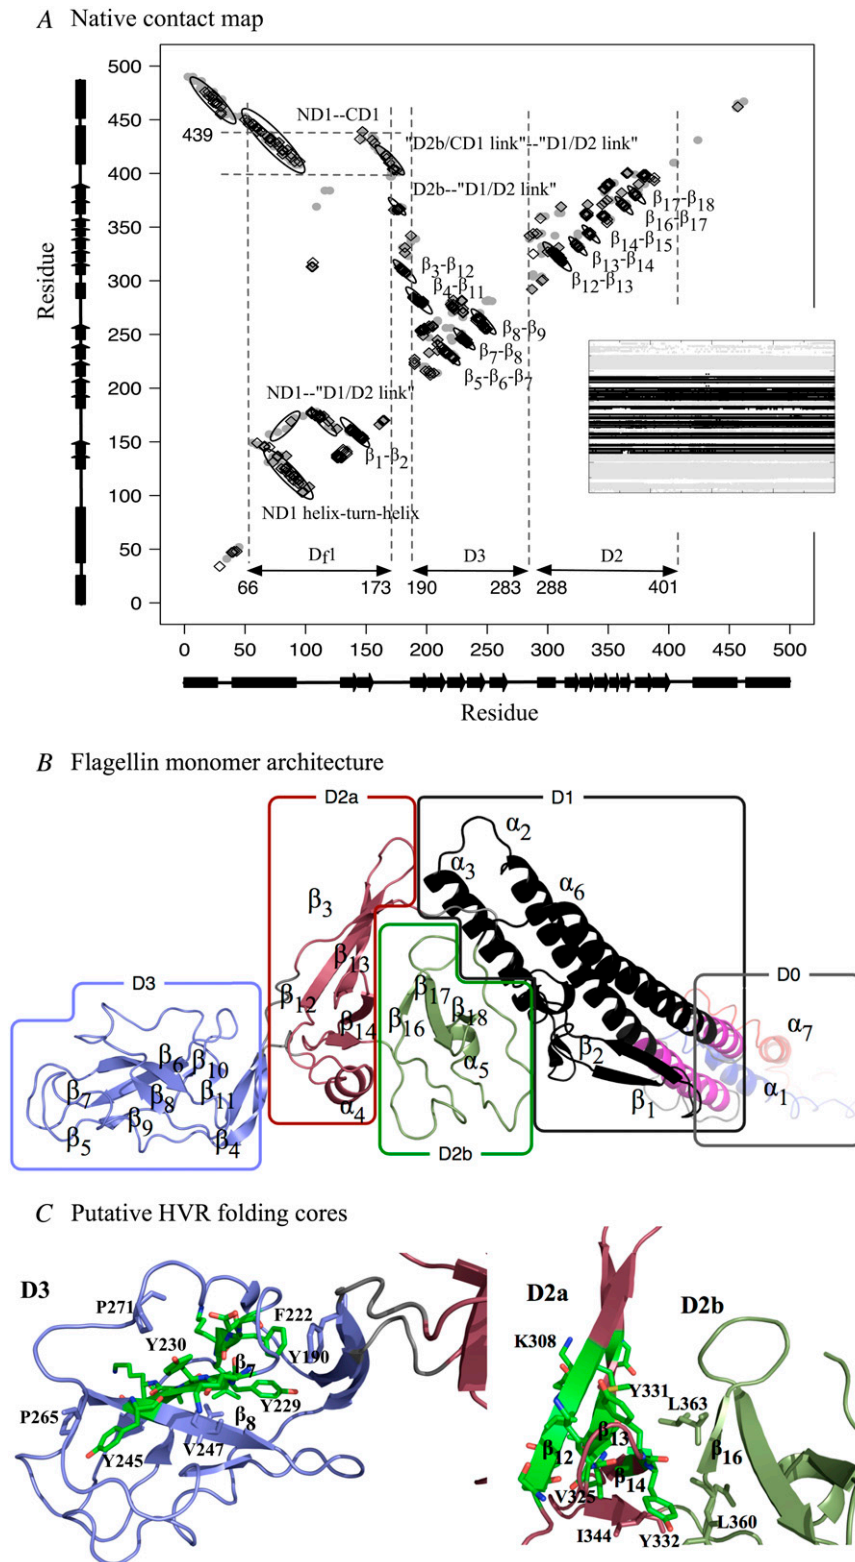 A Native contact map
500
450
400
350
300
250
200
150
100
50
0
Residue
439
ND1--CD1
"D2b/CD1 link"--"D1/D2 link"
D2b--"D1/D2 link"
β17-β18
β16-β17
β14-β15
β13-β14
β12-β13
β3-β12
β4-β11
β8-β9
β7-β8
β5-β6-β7
ND1--"D1/D2 link"
β1-β2
ND1 helix-turn-helix
Df1 D3 D2
66 173 190 283 288 401
0 50 100 150 200 250 300 350 400 450 500
Residue
B Flagellin monomer architecture
D2a D1
α2
α3
α6
β3
β13
D3
β12
β17
D0
β14 β16 β18
α7
β6 β10
β2
α5
β7 β8 β11
α4
β1
α1
β5 β9 β4
D2b
C Putative HVR folding cores
D3
P271
F222
Y230
β7
Y190
Y229
P265
β8
V247
Y245
D2a D2b
K308
Y331
L363
β13
β12
β16
β14
V325
L360
I344
Y332